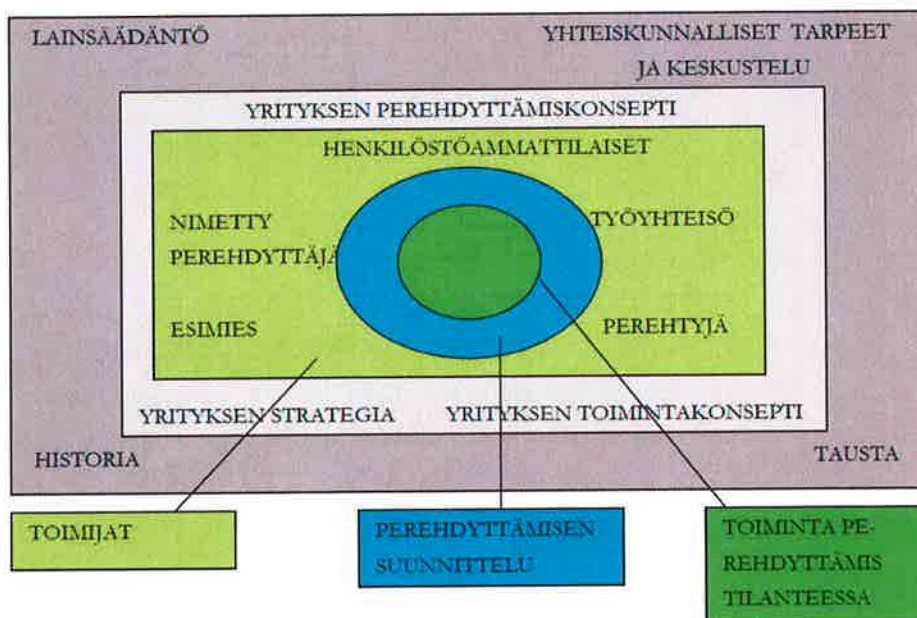 LAINSÄÄDÄNTÖ
YHTEISKUNNALLISET TARPEET
JA KESKUSTELU
YRITYKSEN PEREHDYTTÄMISKONSEPTI
HENKILÖSTÖAMMATTILAISET
NIMETTY
PEREHDYTTÄJÄ
TYÖYHTEISÖ
ESIMIES
PEREHTYJÄ
YRITYKSEN STRATEGIA
YRITYKSEN TOIMINTAKONSEPTI
HISTORIA
TAUSTA
TOIMIJAT
PEREHDYTTÄMISEN
SUUNNITTELU
TOIMINTA PE-
REHDYTTÄMIS
TILANTEESSA